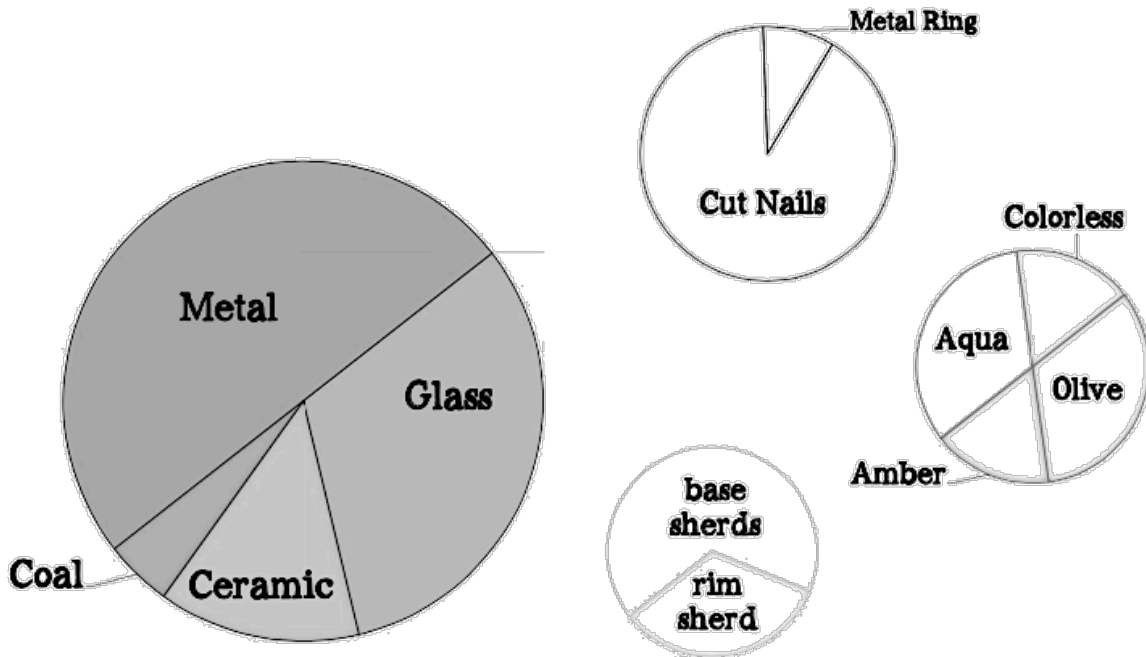 Metal Ring
Cut Nails
Colorless
Metal
Aqua
Glass
Olive
Amber
base
sherds
Coal
Ceramic
rim
sherd